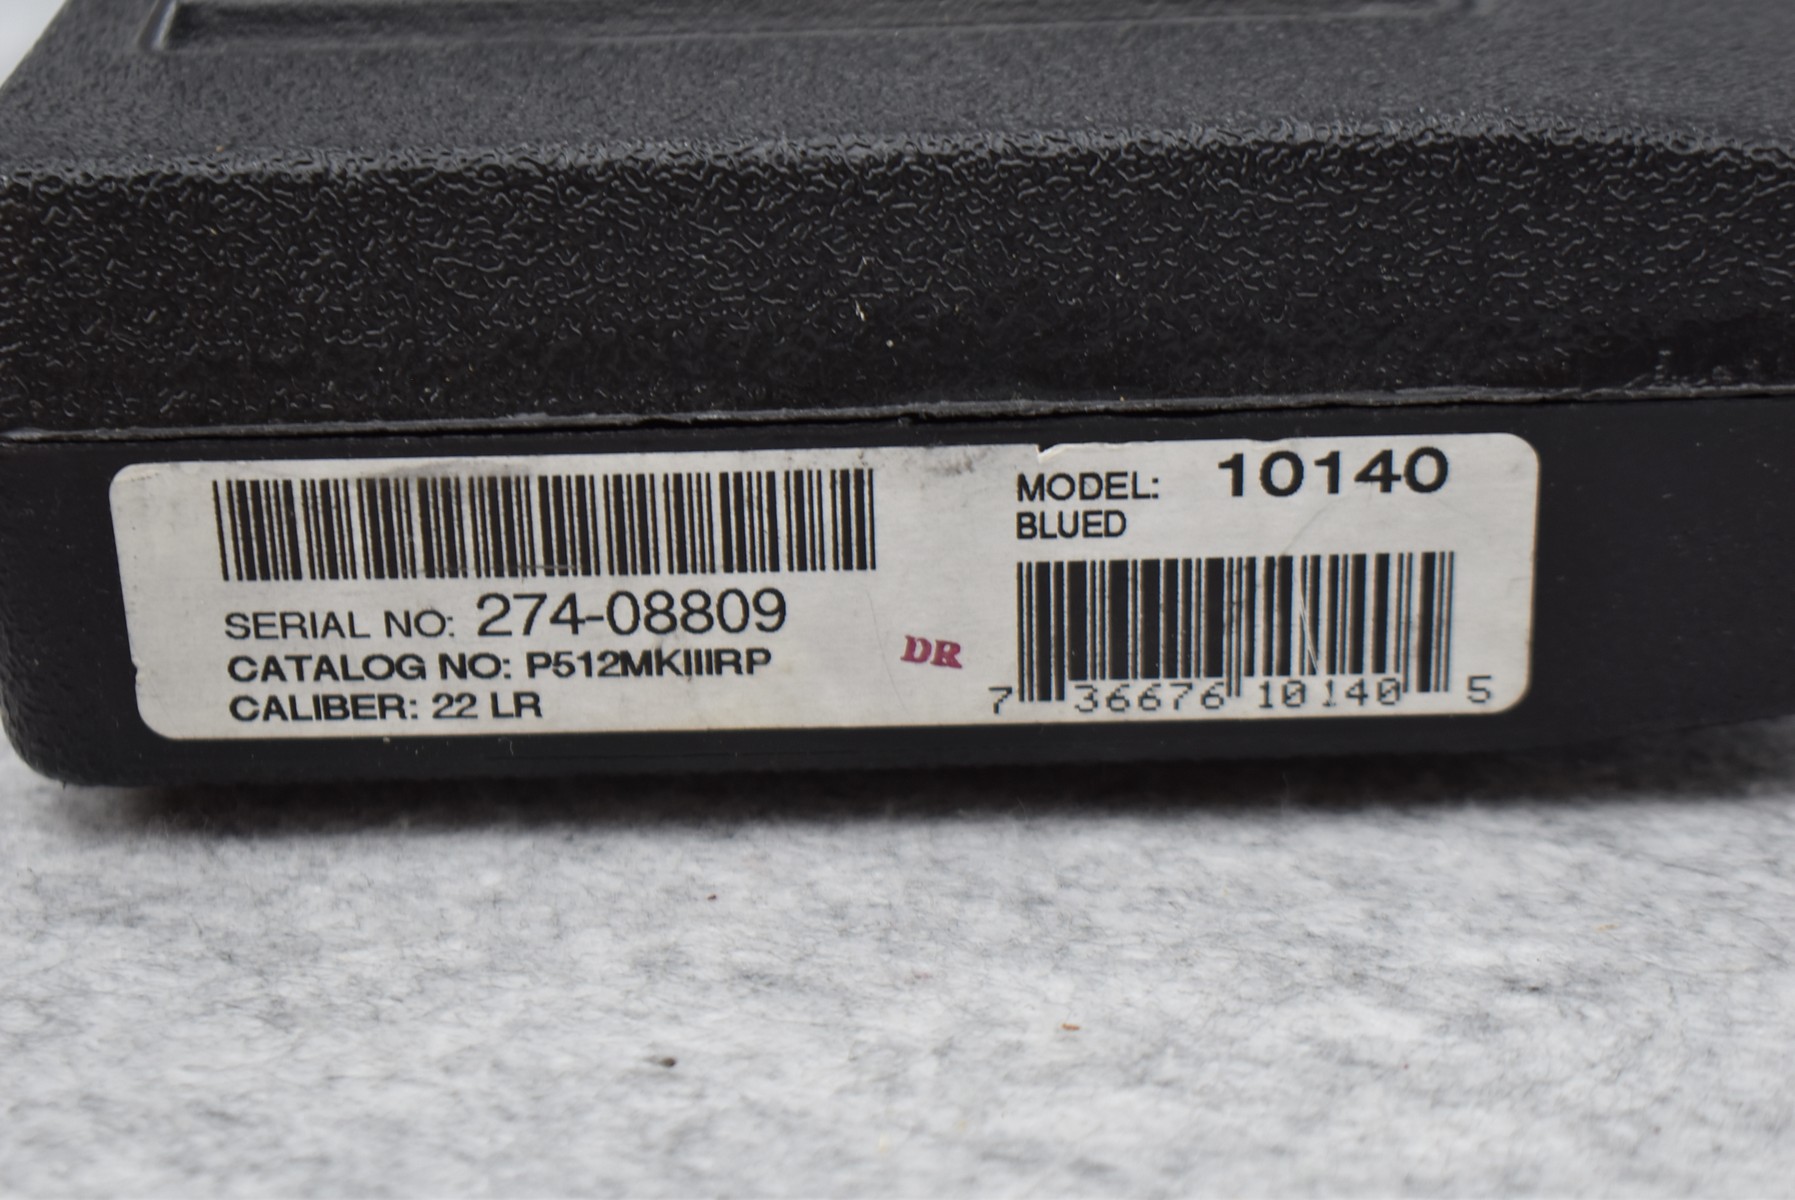 SERIAL NO: 274-08809
CATALOG NO: P512MKIIIRP
CALIBER: 22 LR
DR
MODEL: 10140
BLUED
7 36676 10140 5